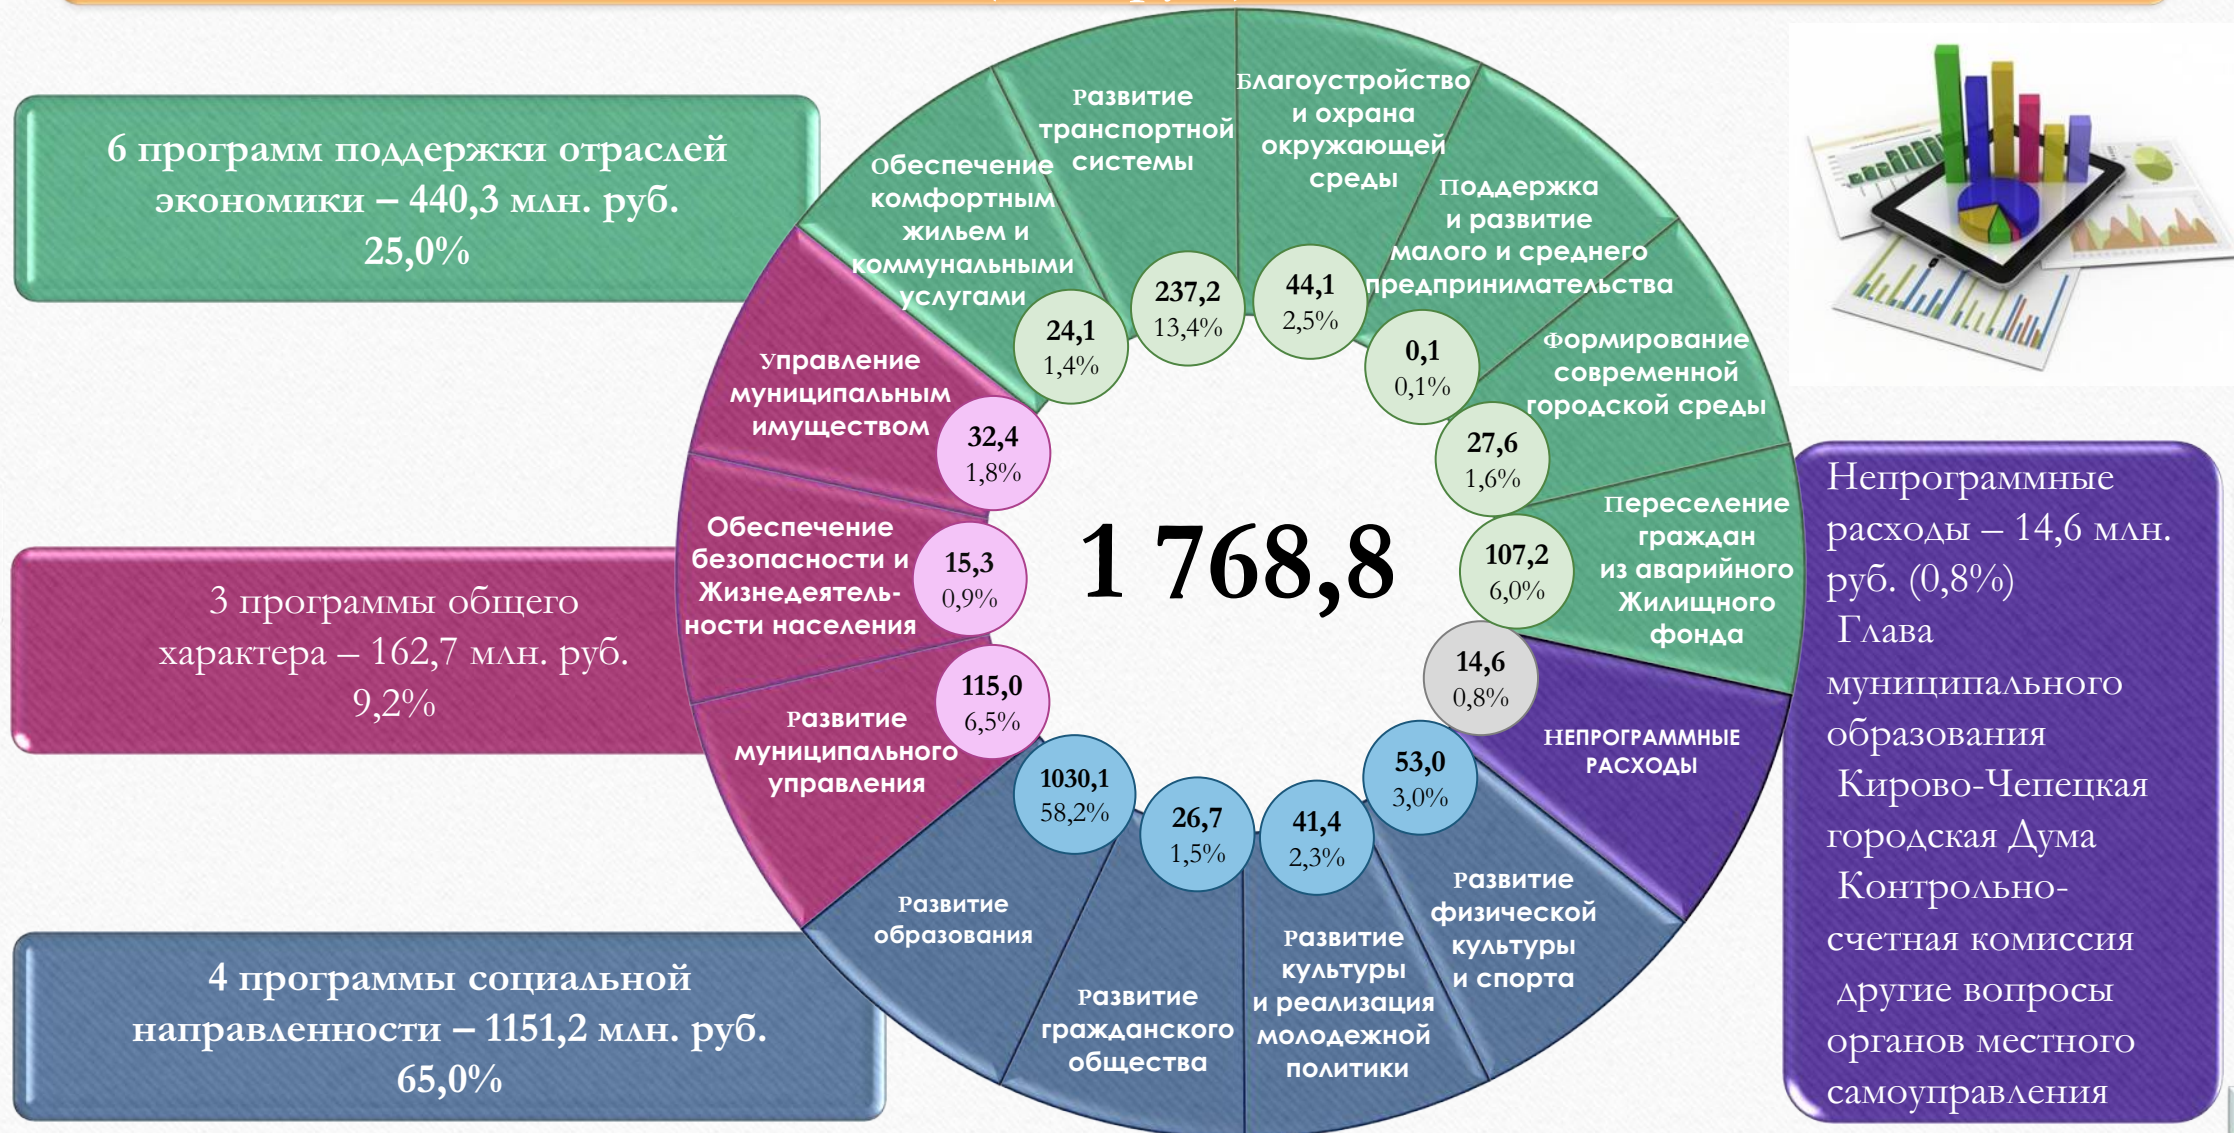 6 программ поддержки отраслей
экономики – 440,3 млн. руб.
25,0%
3 программы общего
характера – 162,7 млн. руб.
9,2%
4 программы социальной
направленности – 1151,2 млн. руб.
65,0%
Обеспечение
комфортным
жильем и
коммунальными
услугами
24,1
1,4%
Развитие
транспортной
системы
237,2
13,4%
Благоустройство
и охрана
окружающей
среды
44,1
2,5%
Поддержка
и развитие
малого и среднего
предпринимательства
0,1
0,1%
Формирование
современной
городской среды
27,6
1,6%
Переселение
граждан
из аварийного
Жилищного
фонда
107,2
6,0%
НЕПРОГРАММНЫЕ
РАСХОДЫ
14,6
0,8%
Развитие
физической
культуры
и спорта
53,0
3,0%
Развитие
культуры
и реализация
молодежной
политики
41,4
2,3%
Развитие
гражданского
общества
26,7
1,5%
Развитие
образования
1030,1
58,2%
Развитие
муниципального
управления
115,0
6,5%
Обеспечение
безопасности и
Жизнедеятель-
ности населения
15,3
0,9%
Управление
муниципальным
имуществом
32,4
1,8%
1 768,8
Непрограммные
расходы – 14,6 млн.
руб. (0,8%)
Глава
муниципального
образования
Кирово-Чепецкая
городская Дума
Контрольно-
счетная комиссия
другие вопросы
органов местного
самоуправления